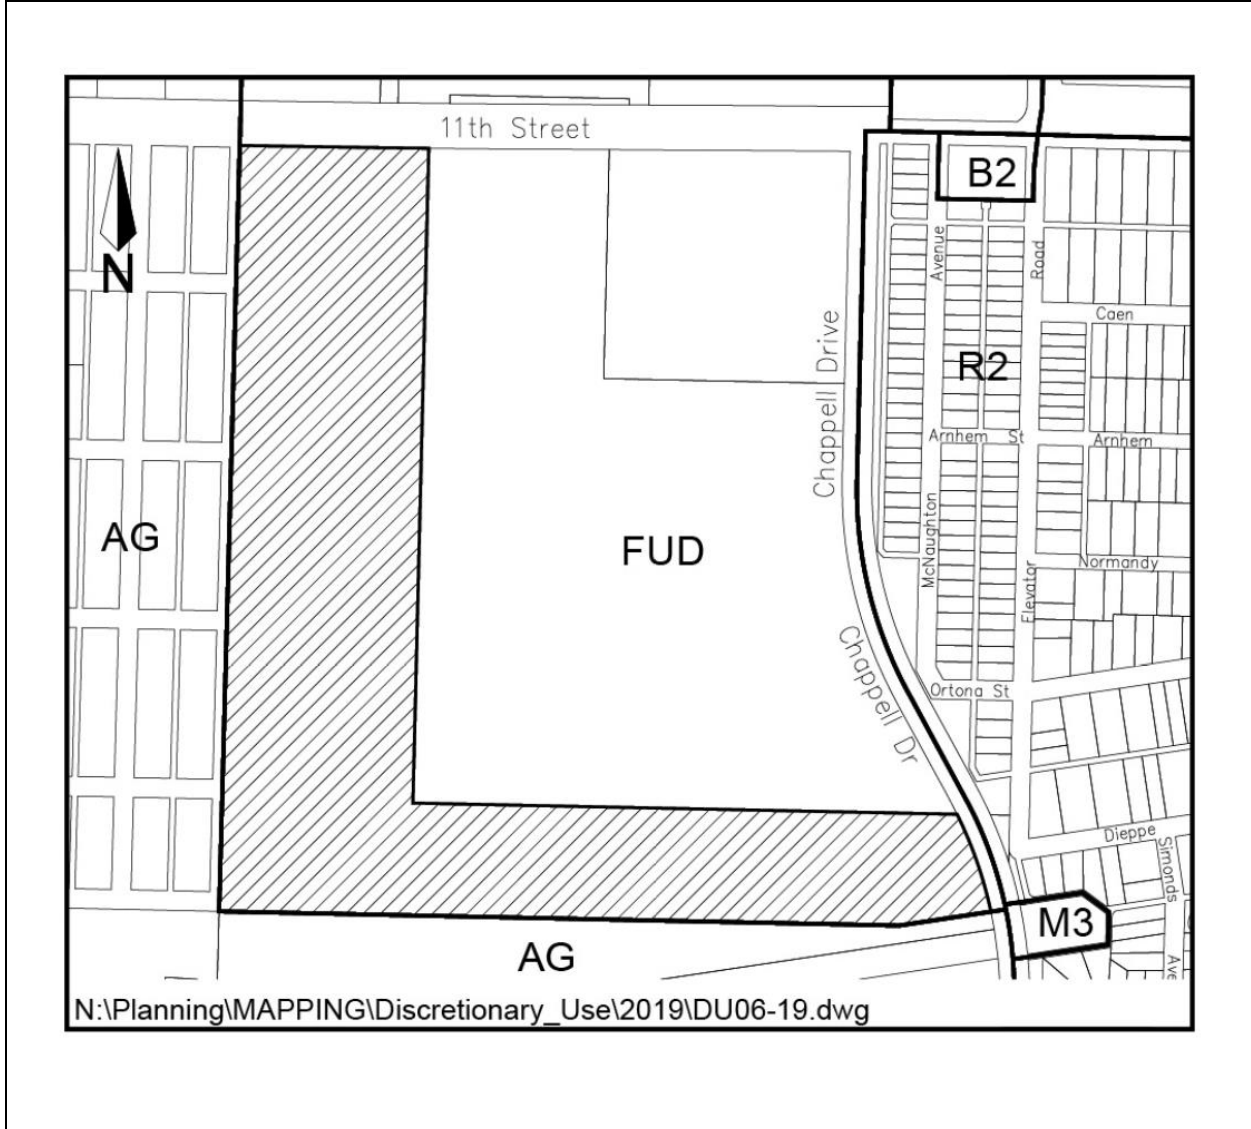 11th Street
B2
N
Avenue
Road
Caen
Chappell Drive
R2
Arnhem St
Arnhem
AG
McNaughton
FUD
Normandy
Elevator
Chappell Dr
Ortona St
Dieppe
Simonds
M3
AG
Ave
N:\Planning\MAPPING\Discretionary_Use\2019\DU06-19.dwg